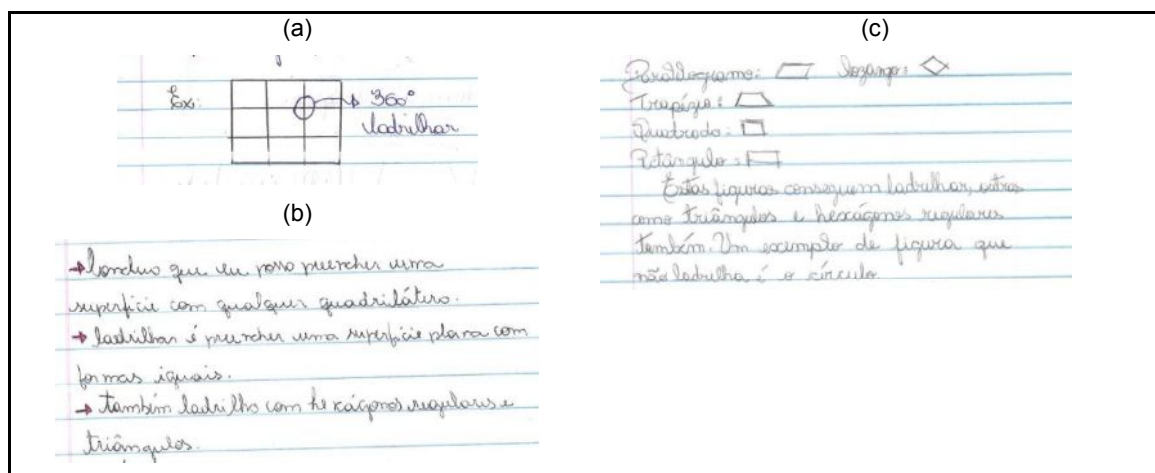 (a)
Ex:
360°
ladrilhar
(b)
→ Concluo que eu posso preencher uma
superfície com qualquer quadrilátero.
→ ladrilhar é preencher uma superfície plana com
formas iguais.
→ também ladrilho com hexágonos regulares e
triângulos.
(c)
Paralelogramo: lozango:
Trapézio:
Quadrado:
Retângulo:
Estas figuras conseguem ladrilhar, outras
como triângulos e hexágonos regulares
também. Um exemplo de figura que
não ladrilha é o círculo